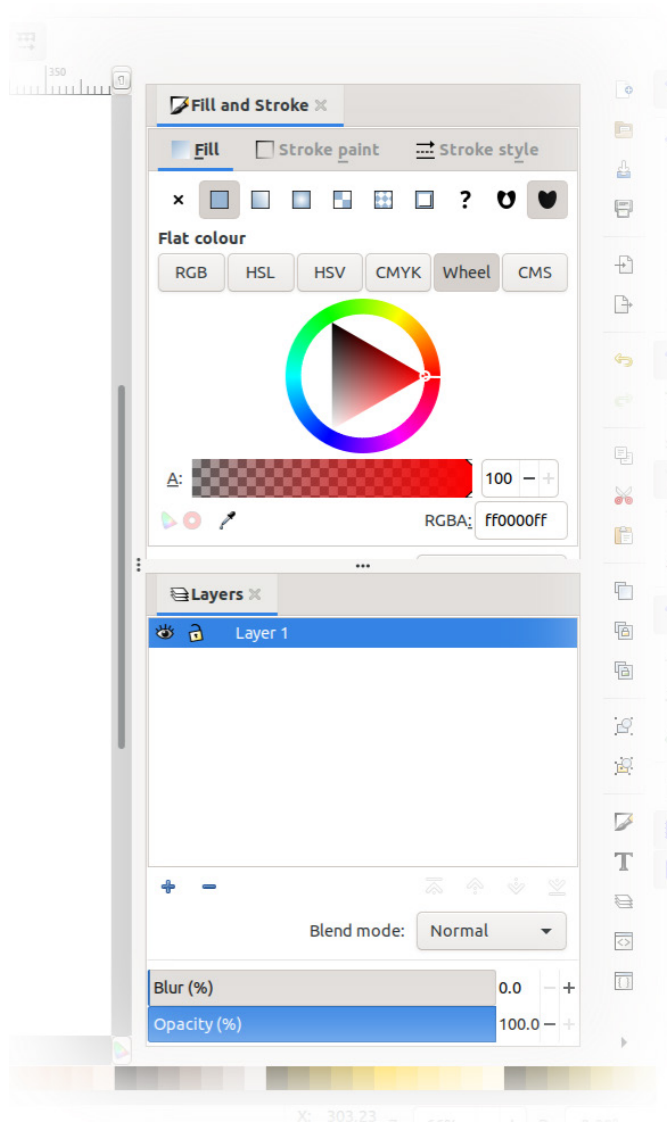 350
Fill and Stroke
Fill Stroke paint Stroke style
?
Flat colour
RGB HSL HSV CMYK Wheel CMS
A: 100
RGBA: ff0000ff
Layers
Layer 1
Blend mode: Normal
Blur (%) 0.0
Opacity (%) 100.0
X: 303.23